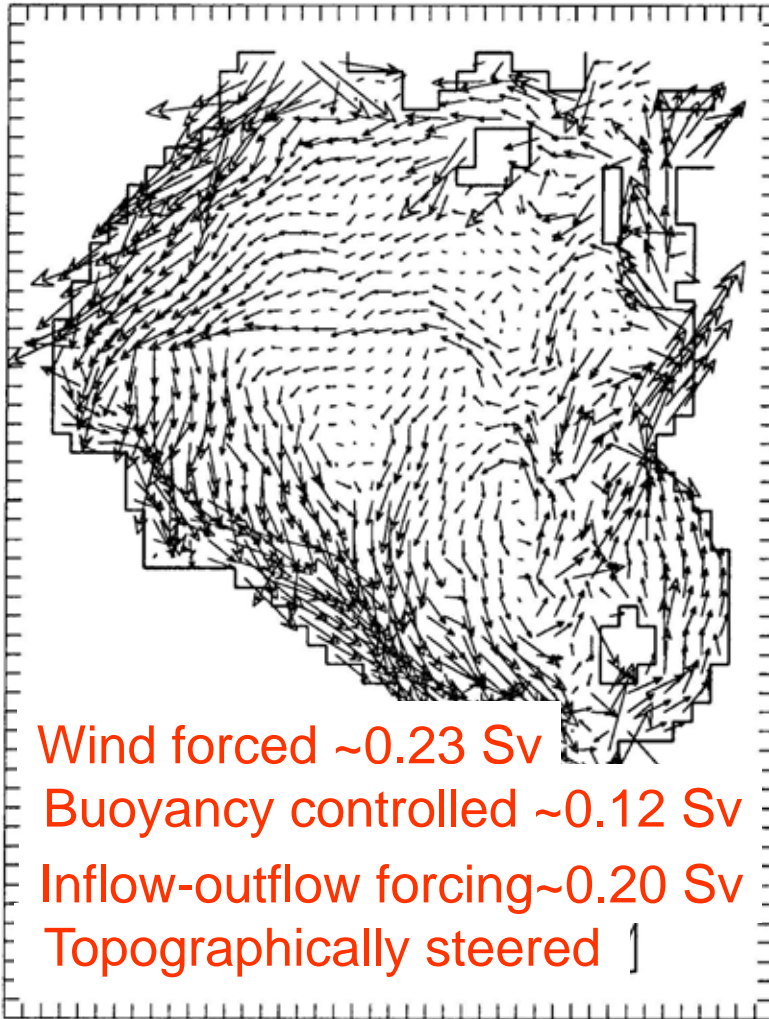 Wind forced ~0.23 Sv
Buoyancy controlled ~0.12 Sv
Inflow-outflow forcing~0.20 Sv
Topographically steered